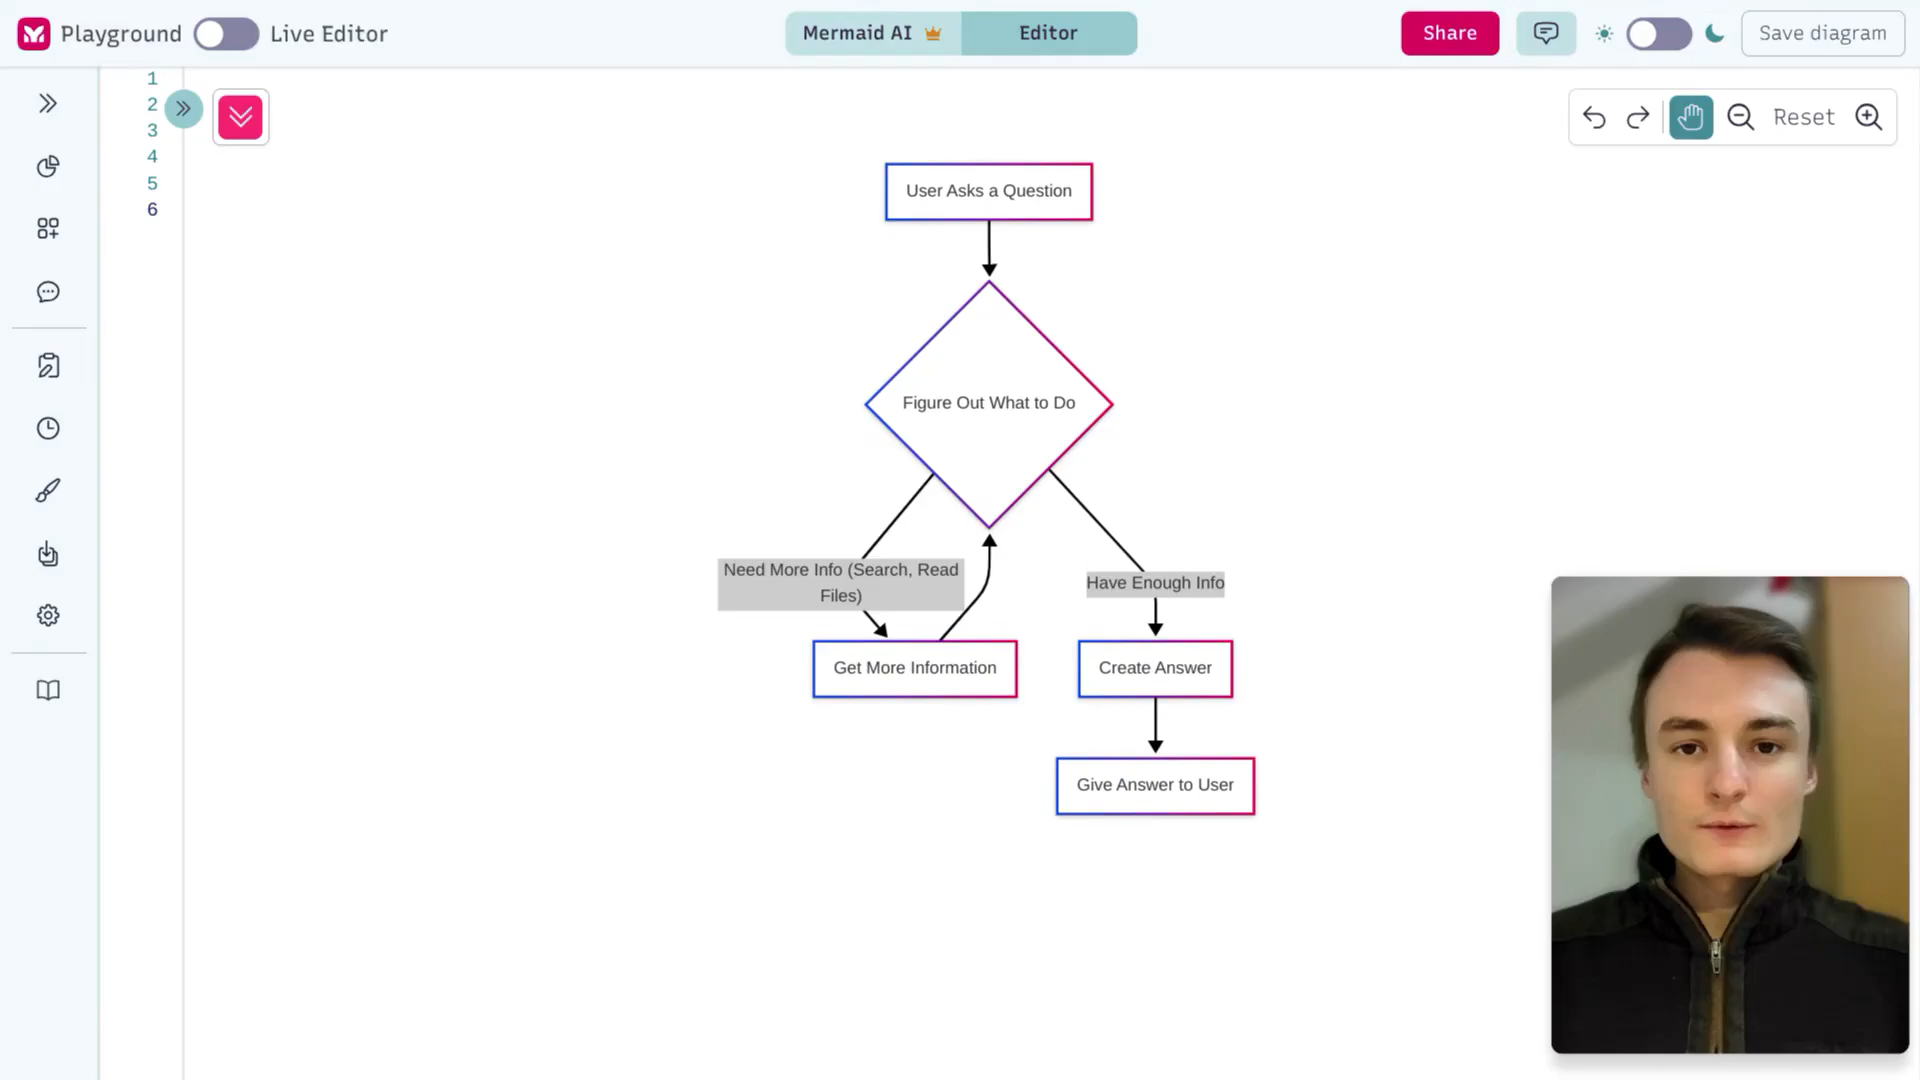 Playground
Live Editor
Mermaid AI
Editor
Share
Save diagram
1
2
3
4
5
6
Reset
User Asks a Question
Figure Out What to Do
Need More Info (Search, Read
Files)
Have Enough Info
Get More Information
Create Answer
Give Answer to User